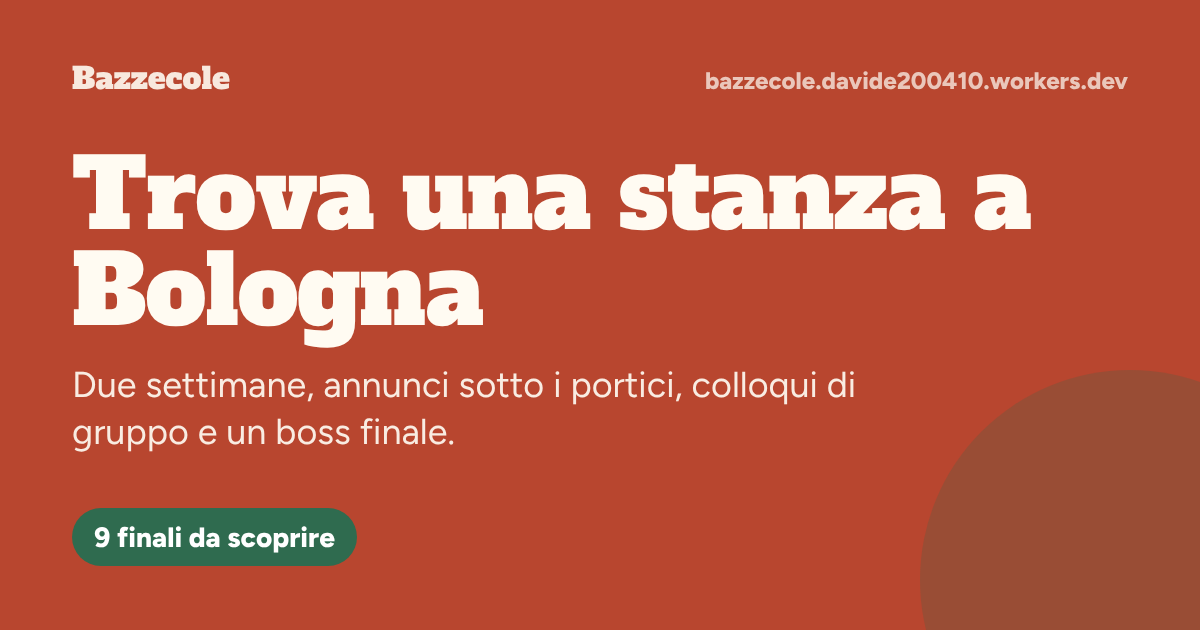 Bazzecole
bazzecole.davide200410.workers.dev
Trova una stanza a
Bologna
Due settimane, annunci sotto i portici, colloqui di
gruppo e un boss finale.
9 finali da scoprire